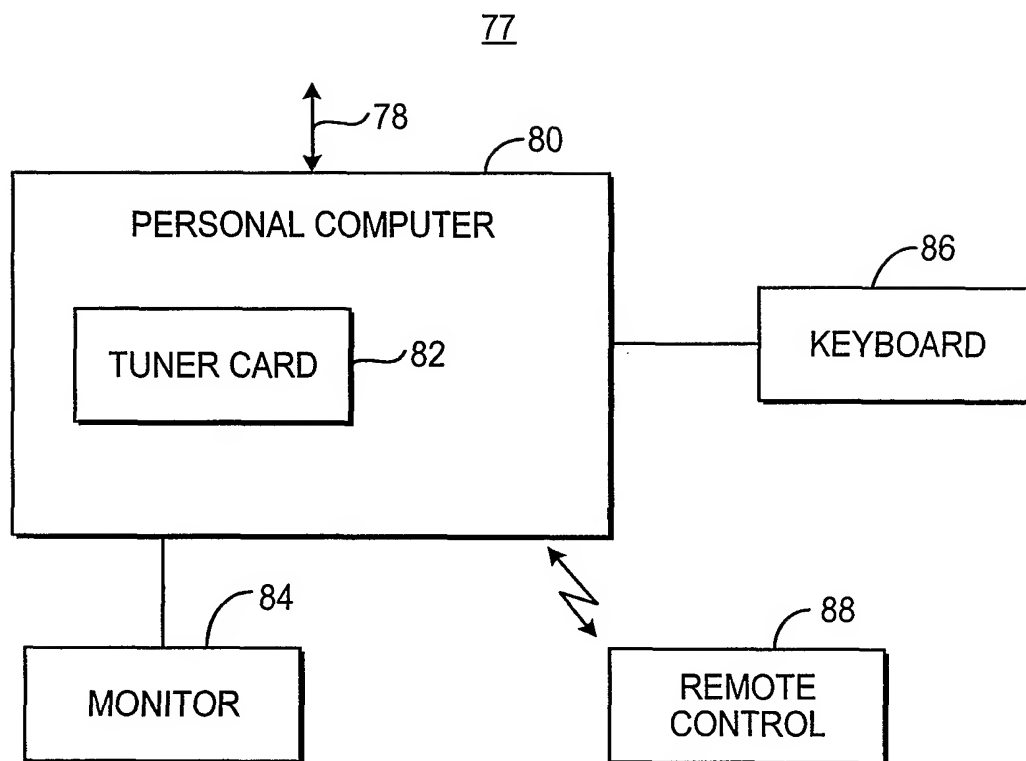 77
78
80
PERSONAL COMPUTER
86
TUNER CARD
82
KEYBOARD
84
88
MONITOR
REMOTE
CONTROL